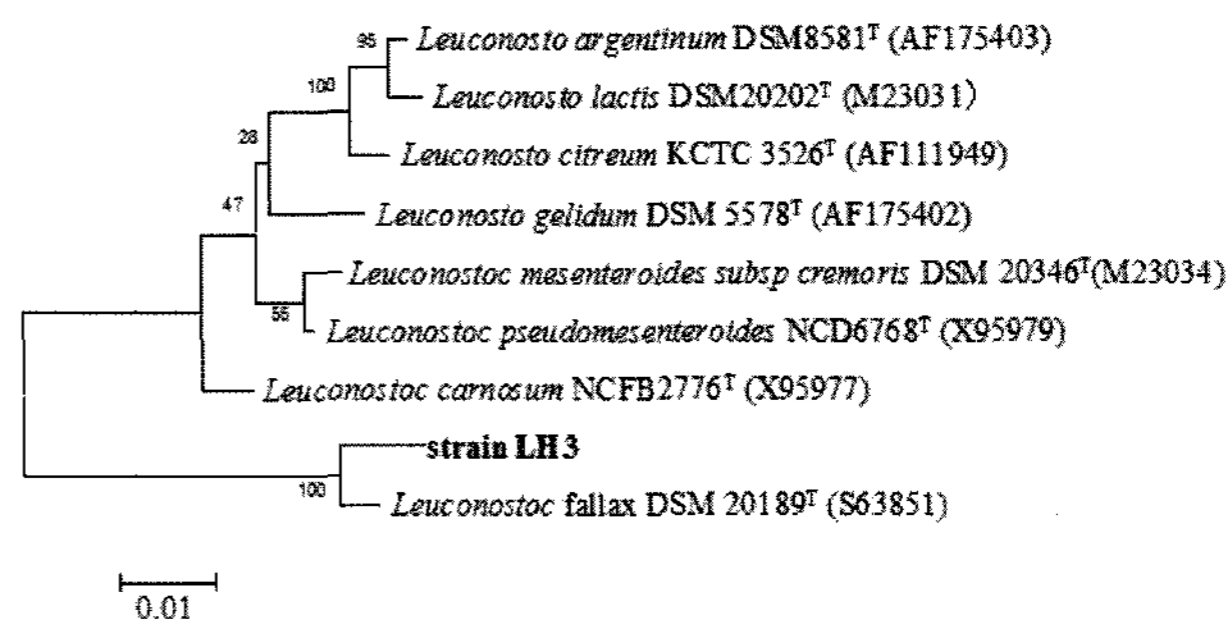 95
Leuconosto argentinum DSM8581ᵀ (AF175403)
100
Leuconosto lactis DSM20202ᵀ (M23031)
28
Leuconosto citreum KCTC 3526ᵀ (AF111949)
47
Leuconosto gelidum DSM 5578ᵀ (AF175402)
Leuconostoc mesenteroides subsp cremoris DSM 20346ᵀ(M23034)
56
Leuconostoc pseudomesenteroides NCD6768ᵀ (X95979)
Leuconostoc carnosum NCFB2776ᵀ (X95977)
strain LH3
100
Leuconostoc fallax DSM 20189ᵀ (S63851)
0.01